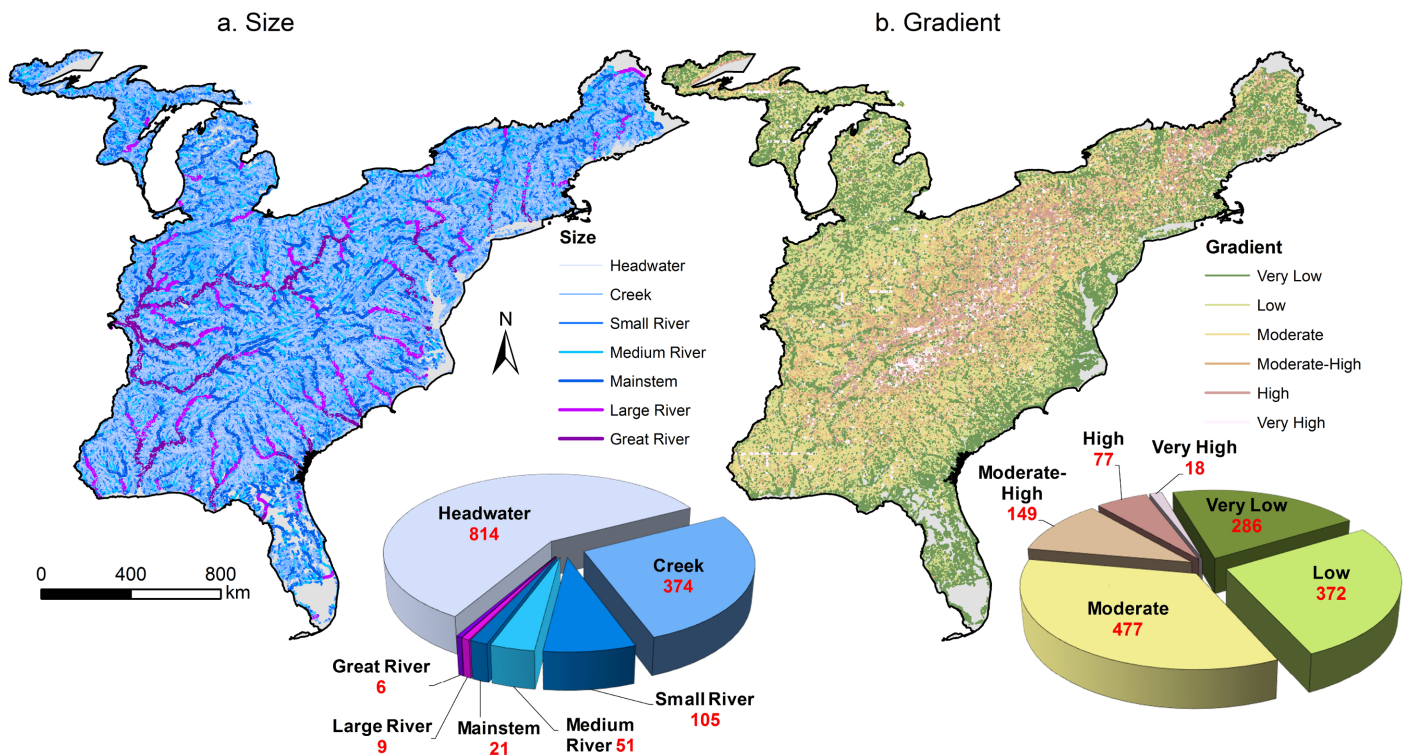 a. Size
b. Gradient
Size
Headwater
Creek
Small River
Medium River
Mainstem
Large River
Great River
N
0 400 800
km
Headwater
814
Creek
374
Small River
105
Medium
River 51
Mainstem
21
Large River
9
Great River
6
Gradient
Very Low
Low
Moderate
Moderate-High
High
Very High
Very Low
286
Low
372
Moderate
477
Moderate-
High
149
High
77
Very High
18